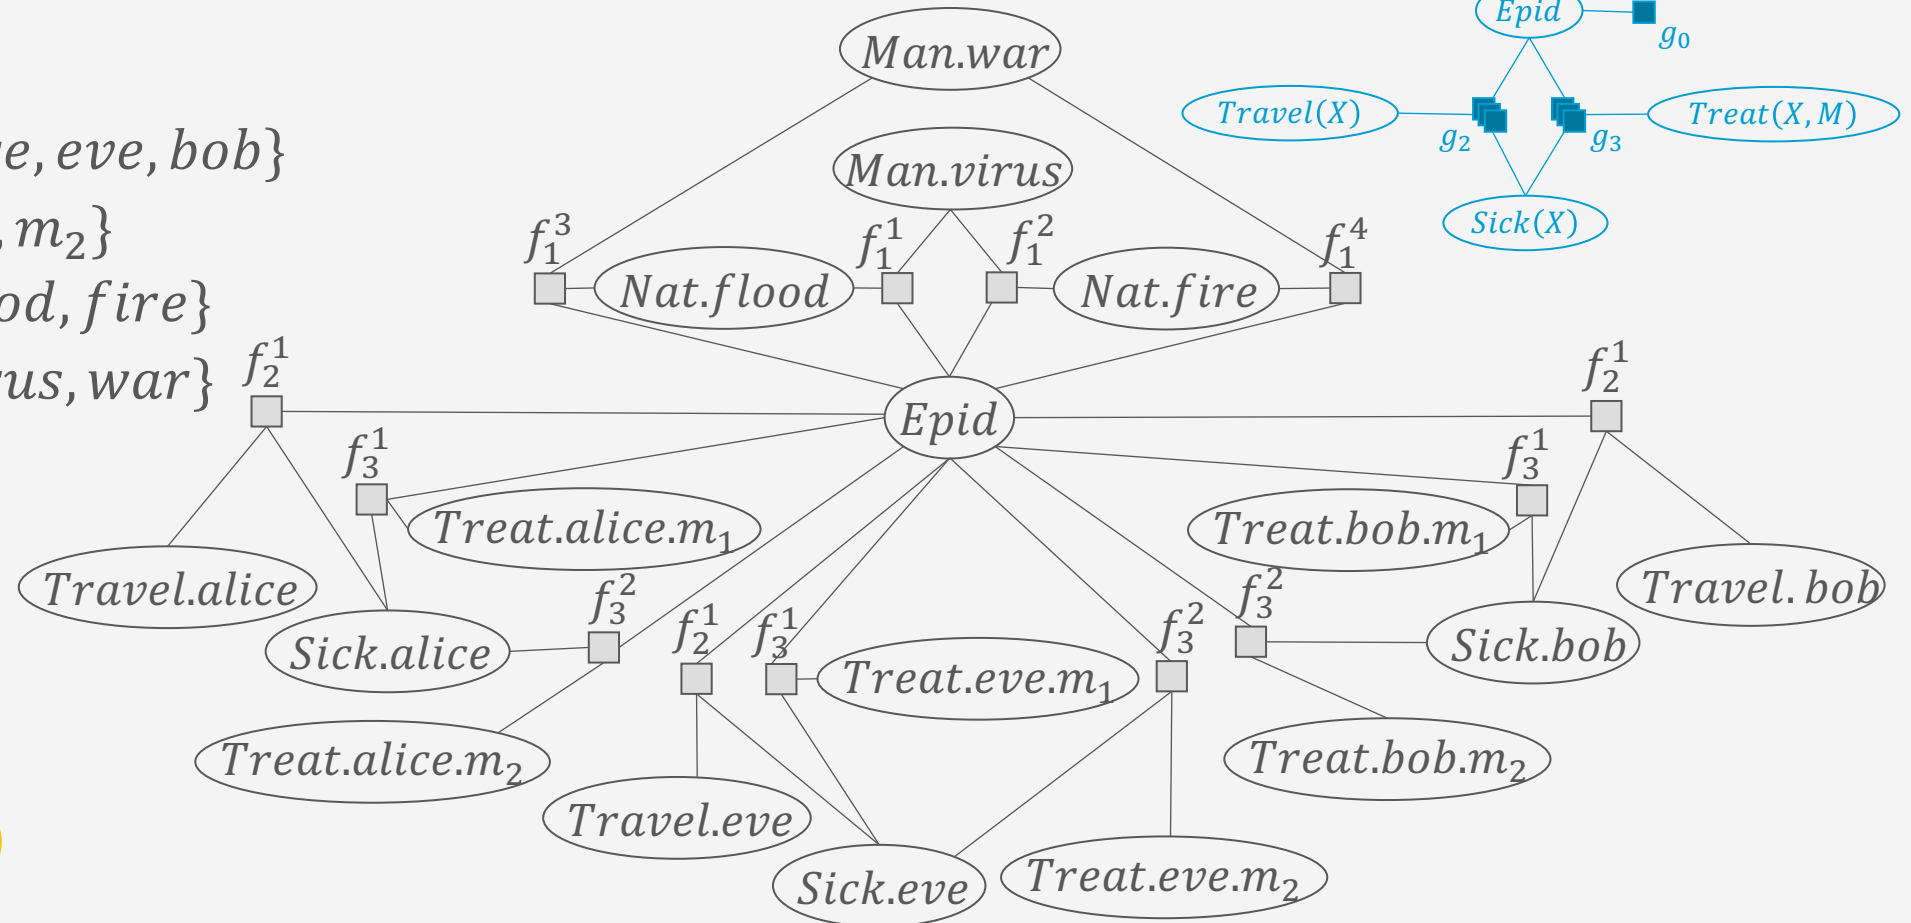 Man.war
Epid
g₀
Travel(X)
Treat(X, M)
g₂
g₃
Sick(X)
, eve, bob}
Man.virus
, m₂}
f₁³
f₁¹
f₁²
f₁⁴
Nat.flood
Nat.fire
, fire}
, war}
f₂¹
f₂¹
Epid
f₃¹
f₃¹
Treat.alice.m₁
Treat.bob.m₁
Travel.alice
f₃²
f₂¹
f₃¹
f₃²
f₃²
Travel. bob
Sick.alice
Sick.bob
Treat.eve.m₁
Treat.alice.m₂
Treat.bob.m₂
Travel.eve
Sick.eve
Treat.eve.m₂